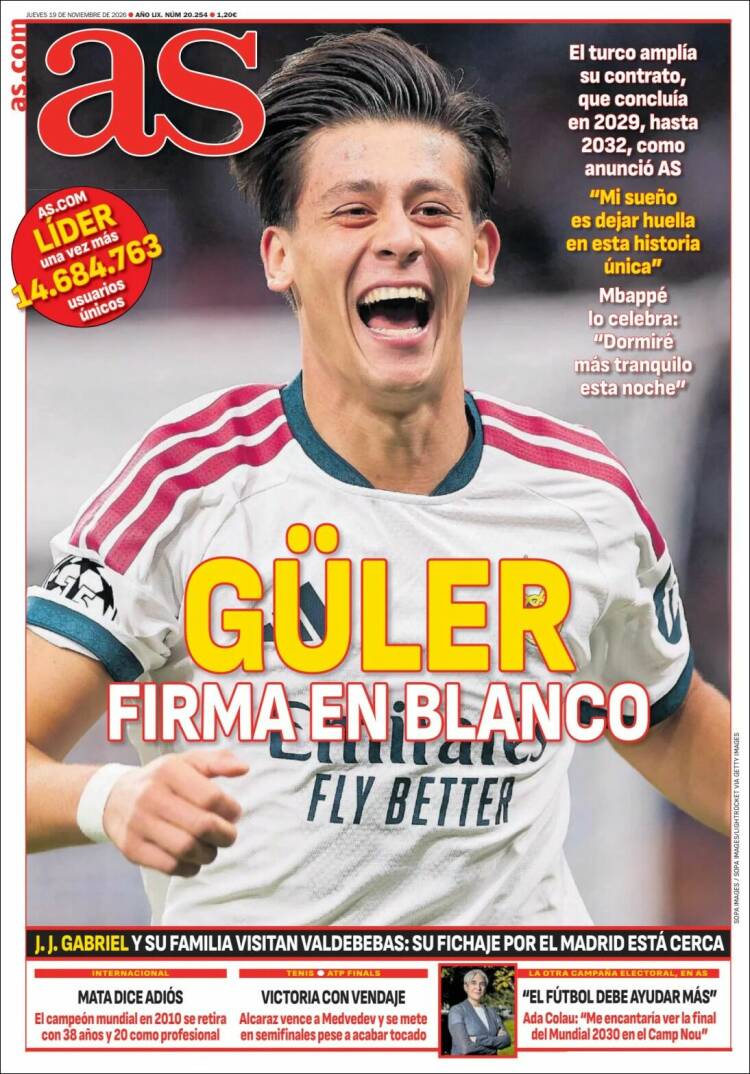 JUEVES 19 DE NOVIEMBRE DE 2026 ● AÑO LIX. NÚM 20.254 ● 1,20€
as.com
as
El turco amplía
su contrato,
que concluía
en 2029, hasta
2032, como
anunció AS
“Mi sueño
es dejar huella
en esta historia
única”
Mbappé
lo celebra:
“Dormiré
más tranquilo
esta noche”
AS.COM
LÍDER
una vez más
14.684.763
usuarios
únicos
GÜLER
FIRMA EN BLANCO
Emirates
FLY BETTER
SOPA IMAGES / SOPA IMAGES/LIGHTROCKET VIA GETTY IMAGES
J. J. GABRIEL Y SU FAMILIA VISITAN VALDEBEBAS: SU FICHAJE POR EL MADRID ESTÁ CERCA
INTERNACIONAL
MATA DICE ADIÓS
El campeón mundial en 2010 se retira
con 38 años y 20 como profesional
TENIS ● ATP FINALS
VICTORIA CON VENDAJE
Alcaraz vence a Medvedev y se mete
en semifinales pese a acabar tocado
LA OTRA CAMPAÑA ELECTORAL, EN AS
“EL FÚTBOL DEBE AYUDAR MÁS”
Ada Colau: “Me encantaría ver la final
del Mundial 2030 en el Camp Nou”